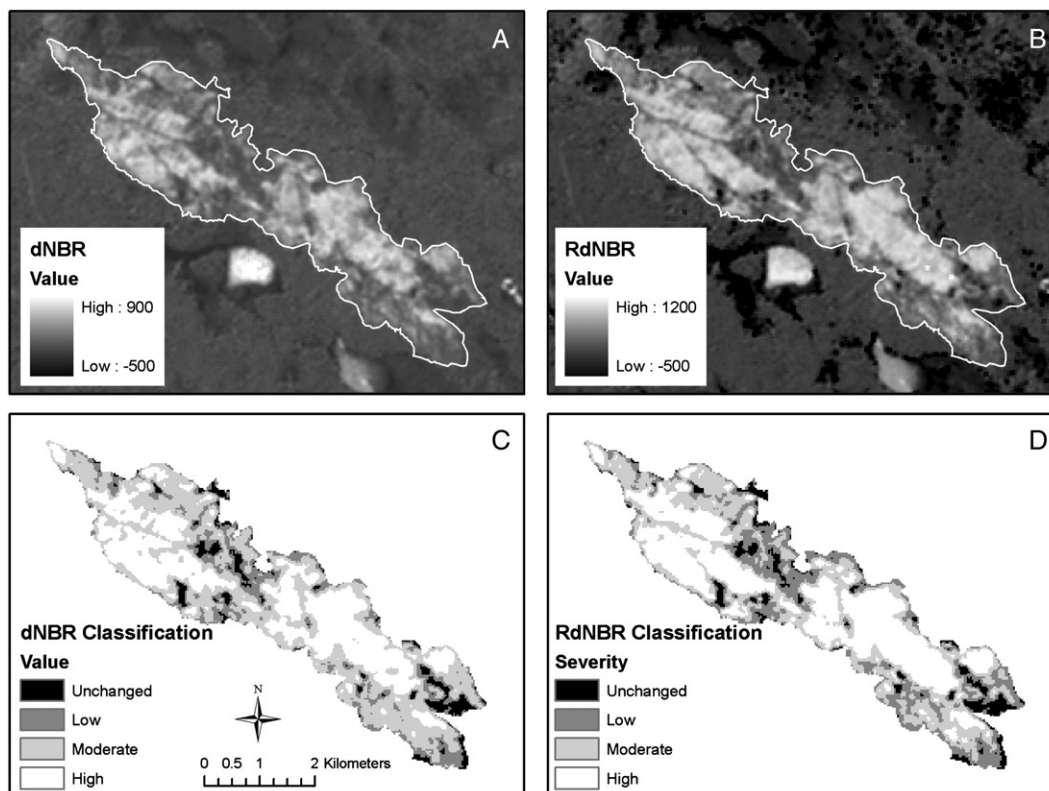 A
dNBR
Value
High : 900
Low : -500
B
RdNBR
Value
High : 1200
Low : -500
C
dNBR Classification
Value
Unchanged
Low
Moderate
High
N
0 0.5 1 2 Kilometers
D
RdNBR Classification
Severity
Unchanged
Low
Moderate
High